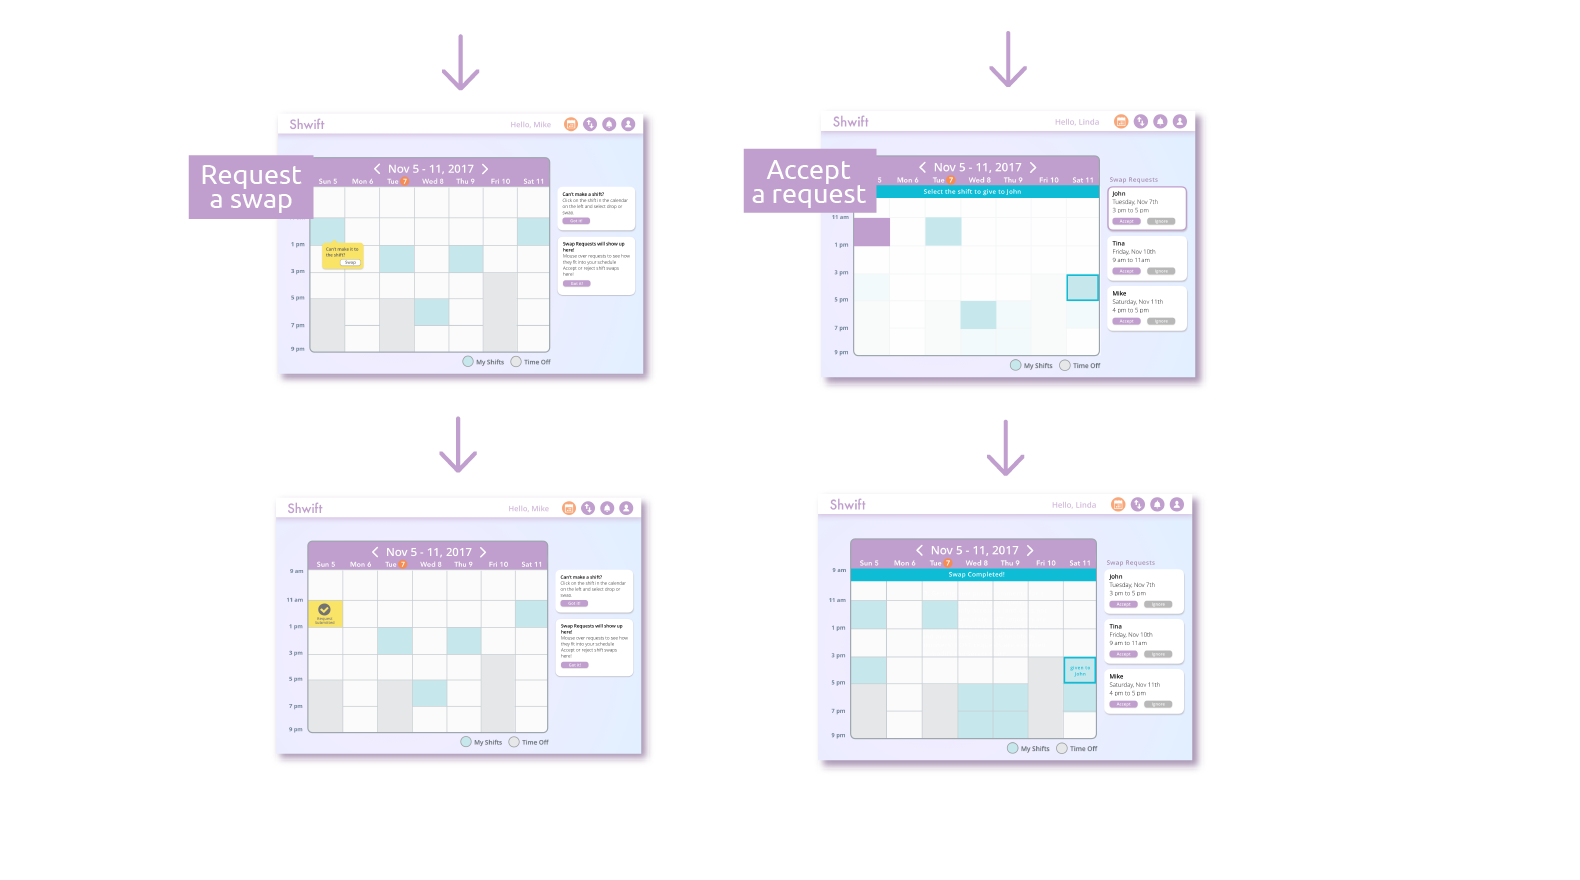 Shwift
Hello, Mike
Request
a swap
Nov 5 - 11, 2017
Sun 5 Mon 6 Tue 7 Wed 8 Thu 9 Fri 10 Sat 11
1 pm
3 pm
5 pm
7 pm
9 pm
Can't make it to
the shift?
Swap
Can't make a shift?
Click on the shift in the calendar
on the left and select drop or
swap.
Got it!
Swap Requests will show up
here!
Mouse over requests to see how
they fit into your schedule
Accept or reject shift swaps
here!
Got it!
My Shifts Time Off
Shwift
Hello, Linda
Accept
a request
Nov 5 - 11, 2017
5 Mon 6 Tue 7 Wed 8 Thu 9 Fri 10 Sat 11
Select the shift to give to John
11 am
1 pm
3 pm
5 pm
7 pm
9 pm
Swap Requests
John
Tuesday, Nov 7th
3 pm to 5 pm
Accept Ignore
Tina
Friday, Nov 10th
9 am to 11am
Accept Ignore
Mike
Saturday, Nov 11th
4 pm to 5 pm
Accept Ignore
My Shifts Time Off
Shwift
Hello, Mike
Nov 5 - 11, 2017
Sun 5 Mon 6 Tue 7 Wed 8 Thu 9 Fri 10 Sat 11
9 am
11 am
1 pm
3 pm
5 pm
7 pm
9 pm
Request
Submitted
Can't make a shift?
Click on the shift in the calendar
on the left and select drop or
swap.
Got it!
Swap Requests will show up
here!
Mouse over requests to see how
they fit into your schedule
Accept or reject shift swaps
here!
Got it!
My Shifts Time Off
Shwift
Hello, Linda
Nov 5 - 11, 2017
Sun 5 Mon 6 Tue 7 Wed 8 Thu 9 Fri 10 Sat 11
Swap Completed!
9 am
11 am
1 pm
3 pm
5 pm
7 pm
9 pm
given to
John
Swap Requests
John
Tuesday, Nov 7th
3 pm to 5 pm
Accept Ignore
Tina
Friday, Nov 10th
9 am to 11am
Accept Ignore
Mike
Saturday, Nov 11th
4 pm to 5 pm
Accept Ignore
My Shifts Time Off